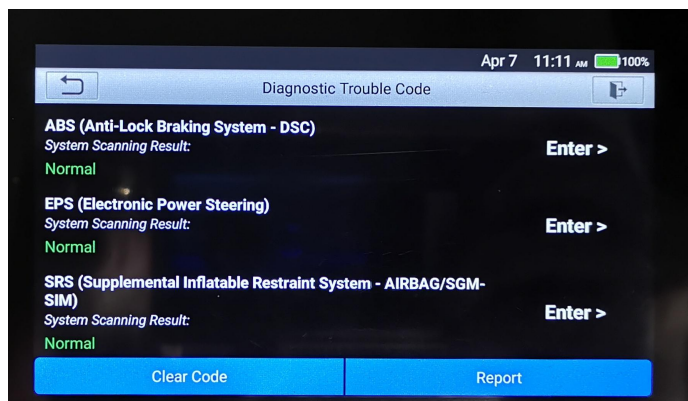 Apr 7 11:11 AM 100%
Diagnostic Trouble Code
ABS (Anti-Lock Braking System - DSC)
System Scanning Result:
Enter >
Normal
EPS (Electronic Power Steering)
System Scanning Result:
Enter >
Normal
SRS (Supplemental Inflatable Restraint System - AIRBAG/SGM-
SIM)
System Scanning Result:
Enter >
Normal
Clear Code Report